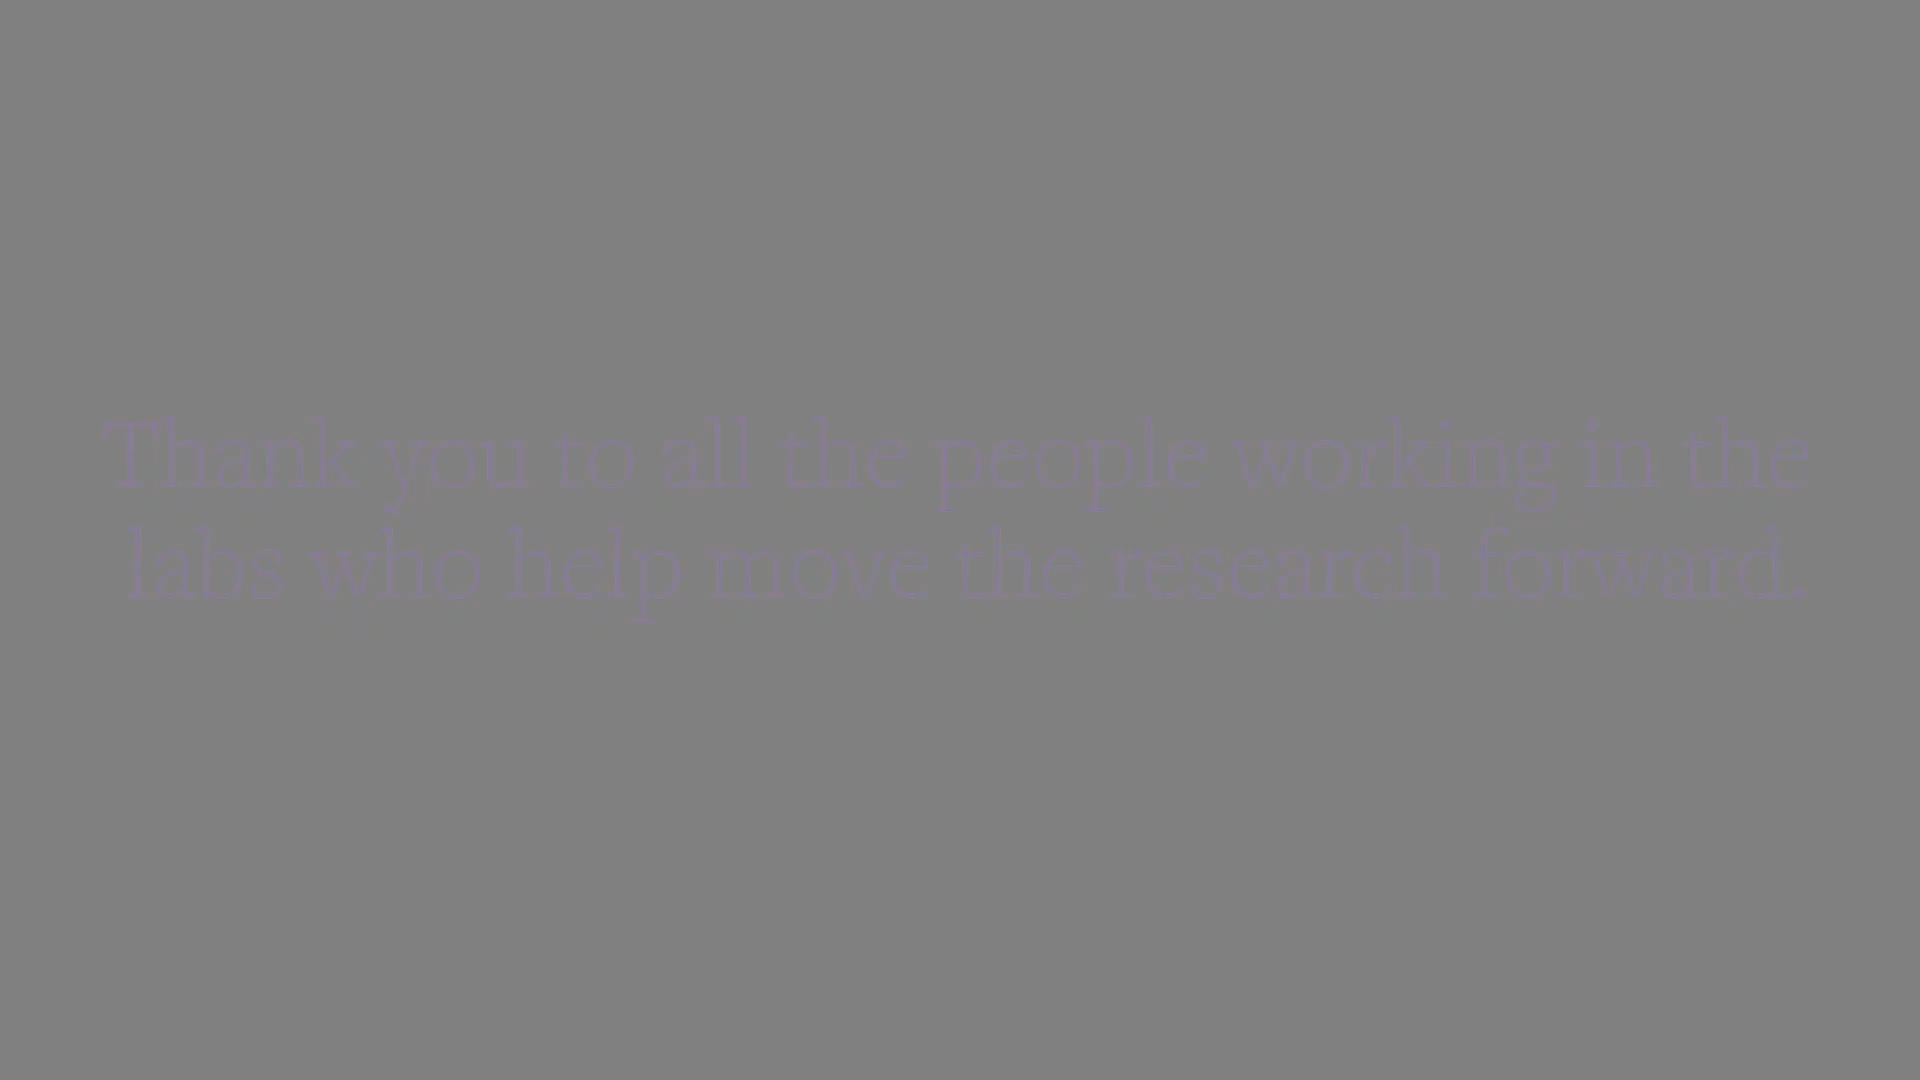 Thank you to all the people working in the
labs who help move the research forward.